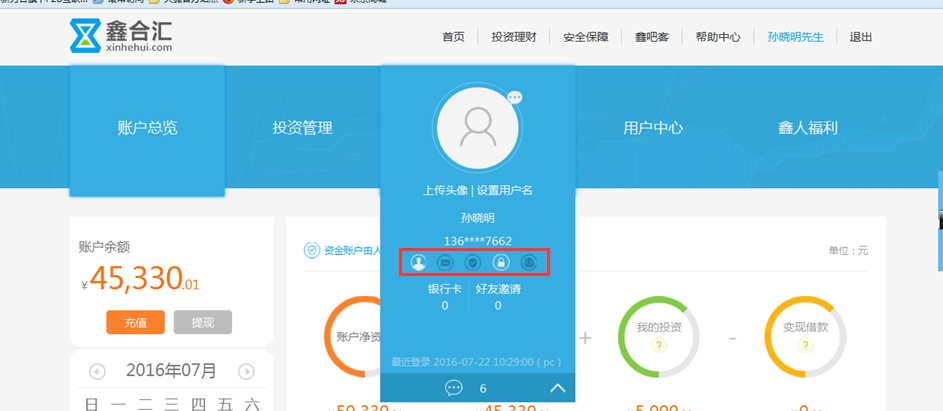 鑫合汇
xinhehui.com
首页 投资理财 安全保障 鑫吧客 帮助中心 孙晓明先生 退出
账户总览 投资管理 用户中心 鑫人福利
上传头像 | 设置用户名
孙晓明
136****7662
银行卡 好友邀请
0 0
最近登录 2016-07-22 10:29:00 ( pc )
6
账户余额
¥45,330.01
充值 提现
2016年07月
日 一 二 三 四 五 六
资金账户由人
单位：元
账户净资
+
我的投资
?
-
变现借款
?